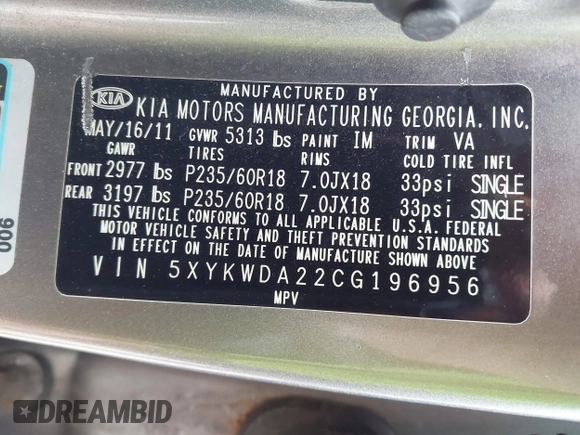 MANUFACTURED BY
KIA KIA MOTORS MANUFACTURING GEORGIA, INC.
MAY/16/11 GVWR 5313 lbs PAINT IM TRIM VA
GAWR TIRES RIMS COLD TIRE INFL
FRONT 2977 lbs P235/60R18 7.0JX18 33psi SINGLE
REAR 3197 lbs P235/60R18 7.0JX18 33psi SINGLE
THIS VEHICLE CONFORMS TO ALL APPLICABLE U.S.A. FEDERAL
MOTOR VEHICLE SAFETY AND THEFT PREVENTION STANDARDS
IN EFFECT ON THE DATE OF MANUFACTURE SHOWN ABOVE
VIN 5XYKWDA22CG196956
MPV
006
$DREAMBID